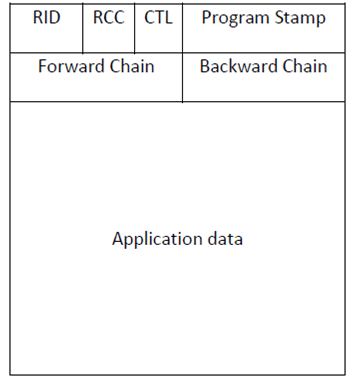 RID RCC CTL Program Stamp
Forward Chain Backward Chain
Application data